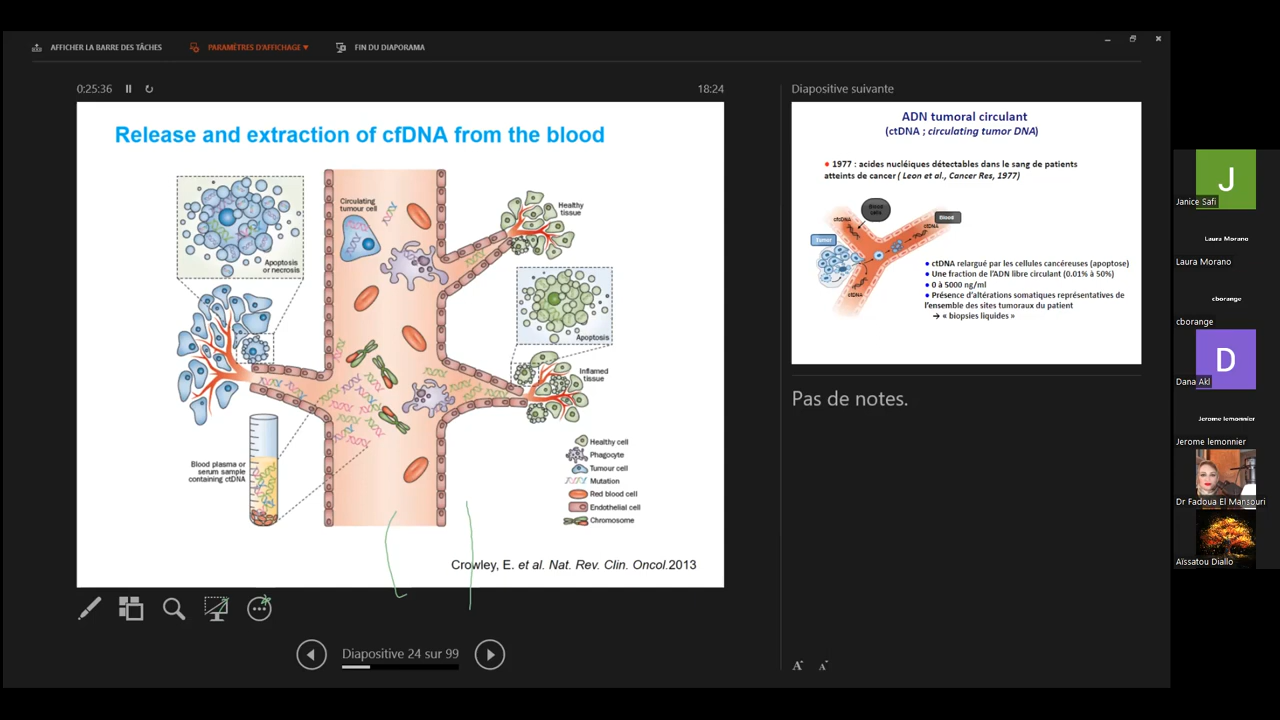 AFFICHER LA BARRE DES TÂCHES
PARAMÈTRES D'AFFICHAGE ▼
FIN DU DIAPORAMA
0:25:36
18:24
Release and extraction of cfDNA from the blood
Circulating
tumour cell
Healthy
tissue
Apoptosis
or necrosis
Apoptosis
Inflamed
tissue
Blood plasma or
serum sample
containing ctDNA
Healthy cell
Phagocyte
Tumour cell
Mutation
Red blood cell
Endothelial cell
Chromosome
Crowley, E. et al. Nat. Rev. Clin. Oncol.2013
Diapositive 24 sur 99
Diapositive suivante
ADN tumoral circulant
(ctDNA ; circulating tumor DNA)
• 1977 : acides nucléiques détectables dans le sang de patients
atteints de cancer ( Leon et al., Cancer Res, 1977)
Blood
cells
Blood
cfDNA
ctDNA
Tumor
ctDNA
• ctDNA relargué par les cellules cancéreuses (apoptose)
• Une fraction de l'ADN libre circulant (0.01% à 50%)
• 0 à 5000 ng/ml
• Présence d'altérations somatiques représentatives de
l'ensemble des sites tumoraux du patient
→ « biopsies liquides »
Pas de notes.
A
A
J
Janice Safi
Laura Morano
Laura Morano
cborange
cborange
D
Dana Akl
Jerome lemonnier
Jerome lemonnier
Dr Fadoua El Mansouri
Aïssatou Diallo